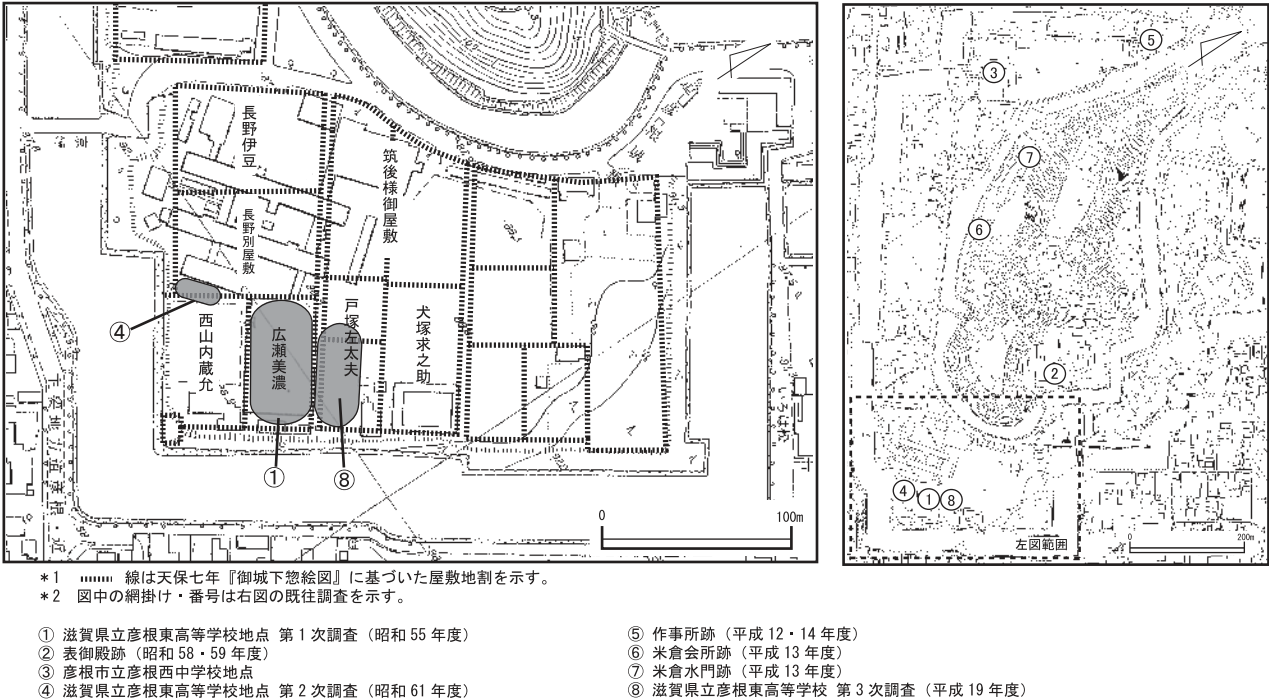 長野伊豆
長野別屋敷
筑後様御屋敷
西山内蔵允
広瀬美濃
戸塚左太夫
犬塚求之助
④
①
⑧
0
100m
⑤
③
⑦
⑥
②
④
①
⑧
左図範囲
0
200m
*1 線は天保七年『御城下惣絵図』に基づいた屋敷地割を示す。
*2 図中の網掛け・番号は右図の既往調査を示す。
① 滋賀県立彦根東高等学校地点 第1次調査（昭和55年度）
② 表御殿跡（昭和58・59年度）
③ 彦根市立彦根西中学校地点
④ 滋賀県立彦根東高等学校地点 第2次調査（昭和61年度）
⑤ 作事所跡（平成12・14年度）
⑥ 米倉会所跡（平成13年度）
⑦ 米倉水門跡（平成13年度）
⑧ 滋賀県立彦根東高等学校 第3次調査（平成19年度）